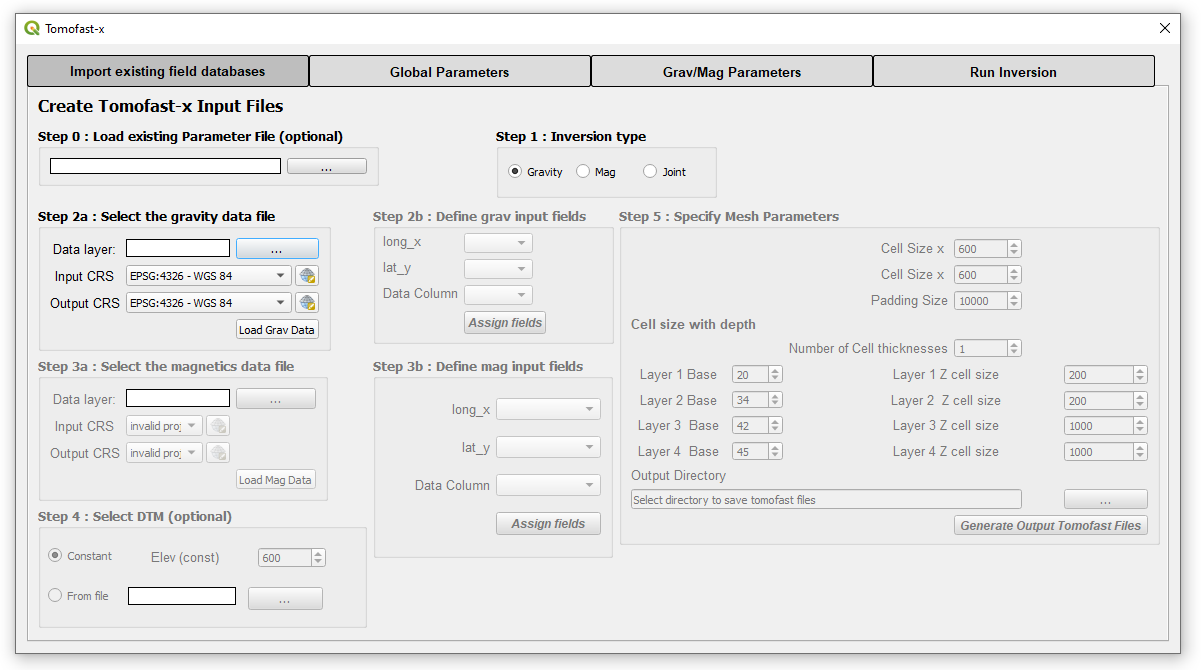 Tomofast-x
Import existing field databases
Global Parameters
Grav/Mag Parameters
Run Inversion
Create Tomofast-x Input Files
Step 0 : Load existing Parameter File (optional)
...
Step 1 : Inversion type
Gravity
Mag
Joint
Step 2a : Select the gravity data file
Data layer:
...
Input CRS
EPSG:4326 - WGS 84
Output CRS
EPSG:4326 - WGS 84
Load Grav Data
Step 2b : Define grav input fields
long_x
lat_y
Data Column
Assign fields
Step 3a : Select the magnetics data file
Data layer:
...
Input CRS
invalid proj
Output CRS
invalid proj
Load Mag Data
Step 3b : Define mag input fields
long_x
lat_y
Data Column
Assign fields
Step 4 : Select DTM (optional)
Constant
Elev (const)
600
From file
...
Step 5 : Specify Mesh Parameters
Cell Size x
600
Cell Size x
600
Padding Size
10000
Cell size with depth
Number of Cell thicknesses
1
Layer 1 Base
20
Layer 1 Z cell size
200
Layer 2 Base
34
Layer 2  Z cell size
200
Layer 3  Base
42
Layer 3 Z cell size
1000
Layer 4  Base
45
Layer 4 Z cell size
1000
Output Directory
Select directory to save tomofast files
...
Generate Output Tomofast Files